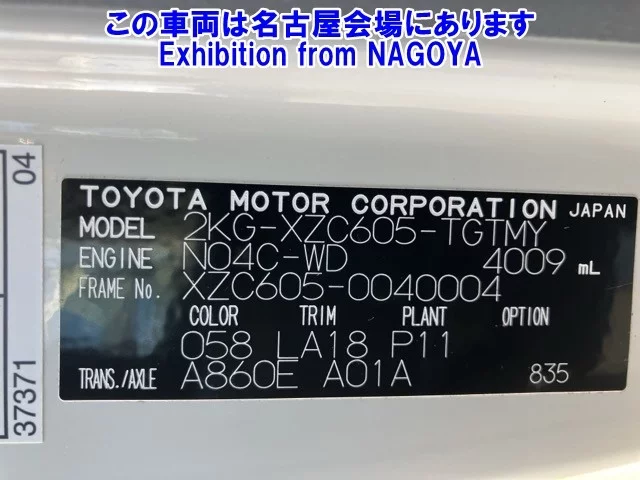 この車両は名古屋会場にあります
Exhibition from NAGOYA
04
37371
TOYOTA MOTOR CORPORATION JAPAN
MODEL 2KG-XZC605-TGTMY
ENGINE N04C-WD 4009 mL
FRAME No. XZC605-0040004
COLOR TRIM PLANT OPTION
058 LA18 P11
TRANS./AXLE A860E A01A 835